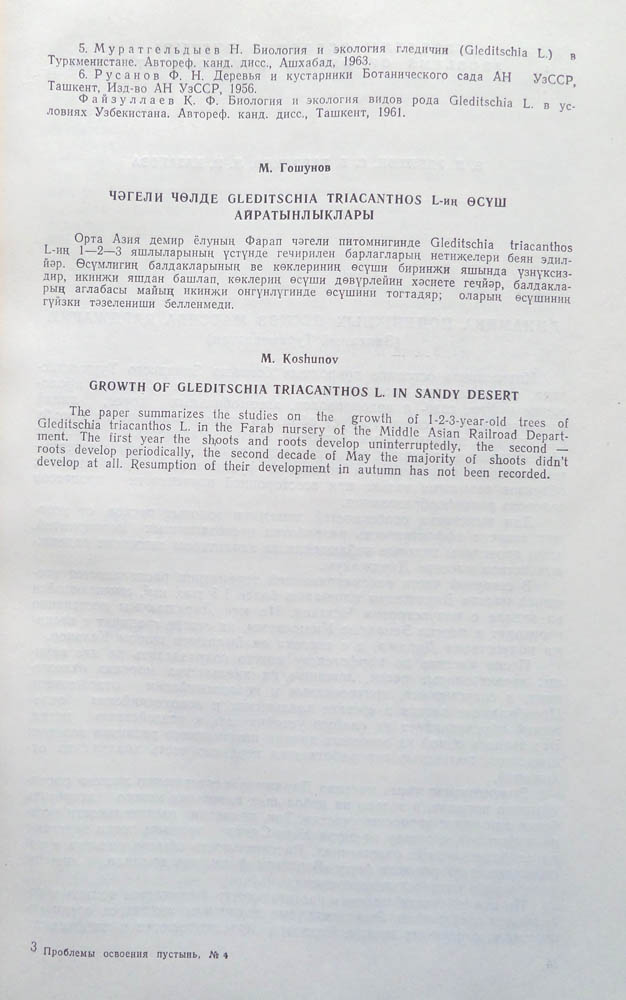 5. Муратгельдыев Н. Биология и экология гледичии (Gleditschia L.) в
Туркменистане. Автореф. канд. дисс., Ашхабад, 1963.
6. Русанов Ф. Н. Деревья и кустарники Ботанического сада АН УзССР,
Ташкент, Изд-во АН УзССР, 1956.
Файзуллаев К. Ф. Биология и экология видов рода Gleditschia L. в ус-
ловиях Узбекистана. Автореф. канд. дисс., Ташкент, 1961.
М. Гошунов
ЧӘГЕЛИ ЧӨЛДЕ GLEDITSCHIA TRIACANTHOS L-иң ӨСҮШ
АЙРАТЫНЛЫКЛАРЫ
Орта Азия демир ёлуның Фарап чәгели питомнигинде Gleditschia triacanthos
L-иң 1—2—3 яшлыларының үстүнде гечирилен барлагларың нетижелери беян эдил-
йәр. Өсүмлигиң балдакларының ве көклериниң өсүши биринжи яшында үзнүксиз-
дир, икинжи яшдан башлап, көклериң өсүши дөвүрлейин хәсиете гечйәр, балдакла-
рың аглабасы майың икинжи онгүнлүгинде өсүшини тогтадяр; оларың өсүшиниң
гүйзки тәзелениши белленмеди.
M. Koshunov
GROWTH OF GLEDITSCHIA TRIACANTHOS L. IN SANDY DESERT
The paper summarizes the studies on the growth of 1-2-3-year-old trees of
Gleditschia triacanthos L. in the Farab nursery of the Middle Asian Railroad Depart-
ment. The first year the shoots and roots develop uninterruptedly, the second —
roots develop periodically, the second decade of May the majority of shoots didn't
develop at all. Resumption of their development in autumn has not been recorded.
3 Проблемы освоения пустынь, № 4